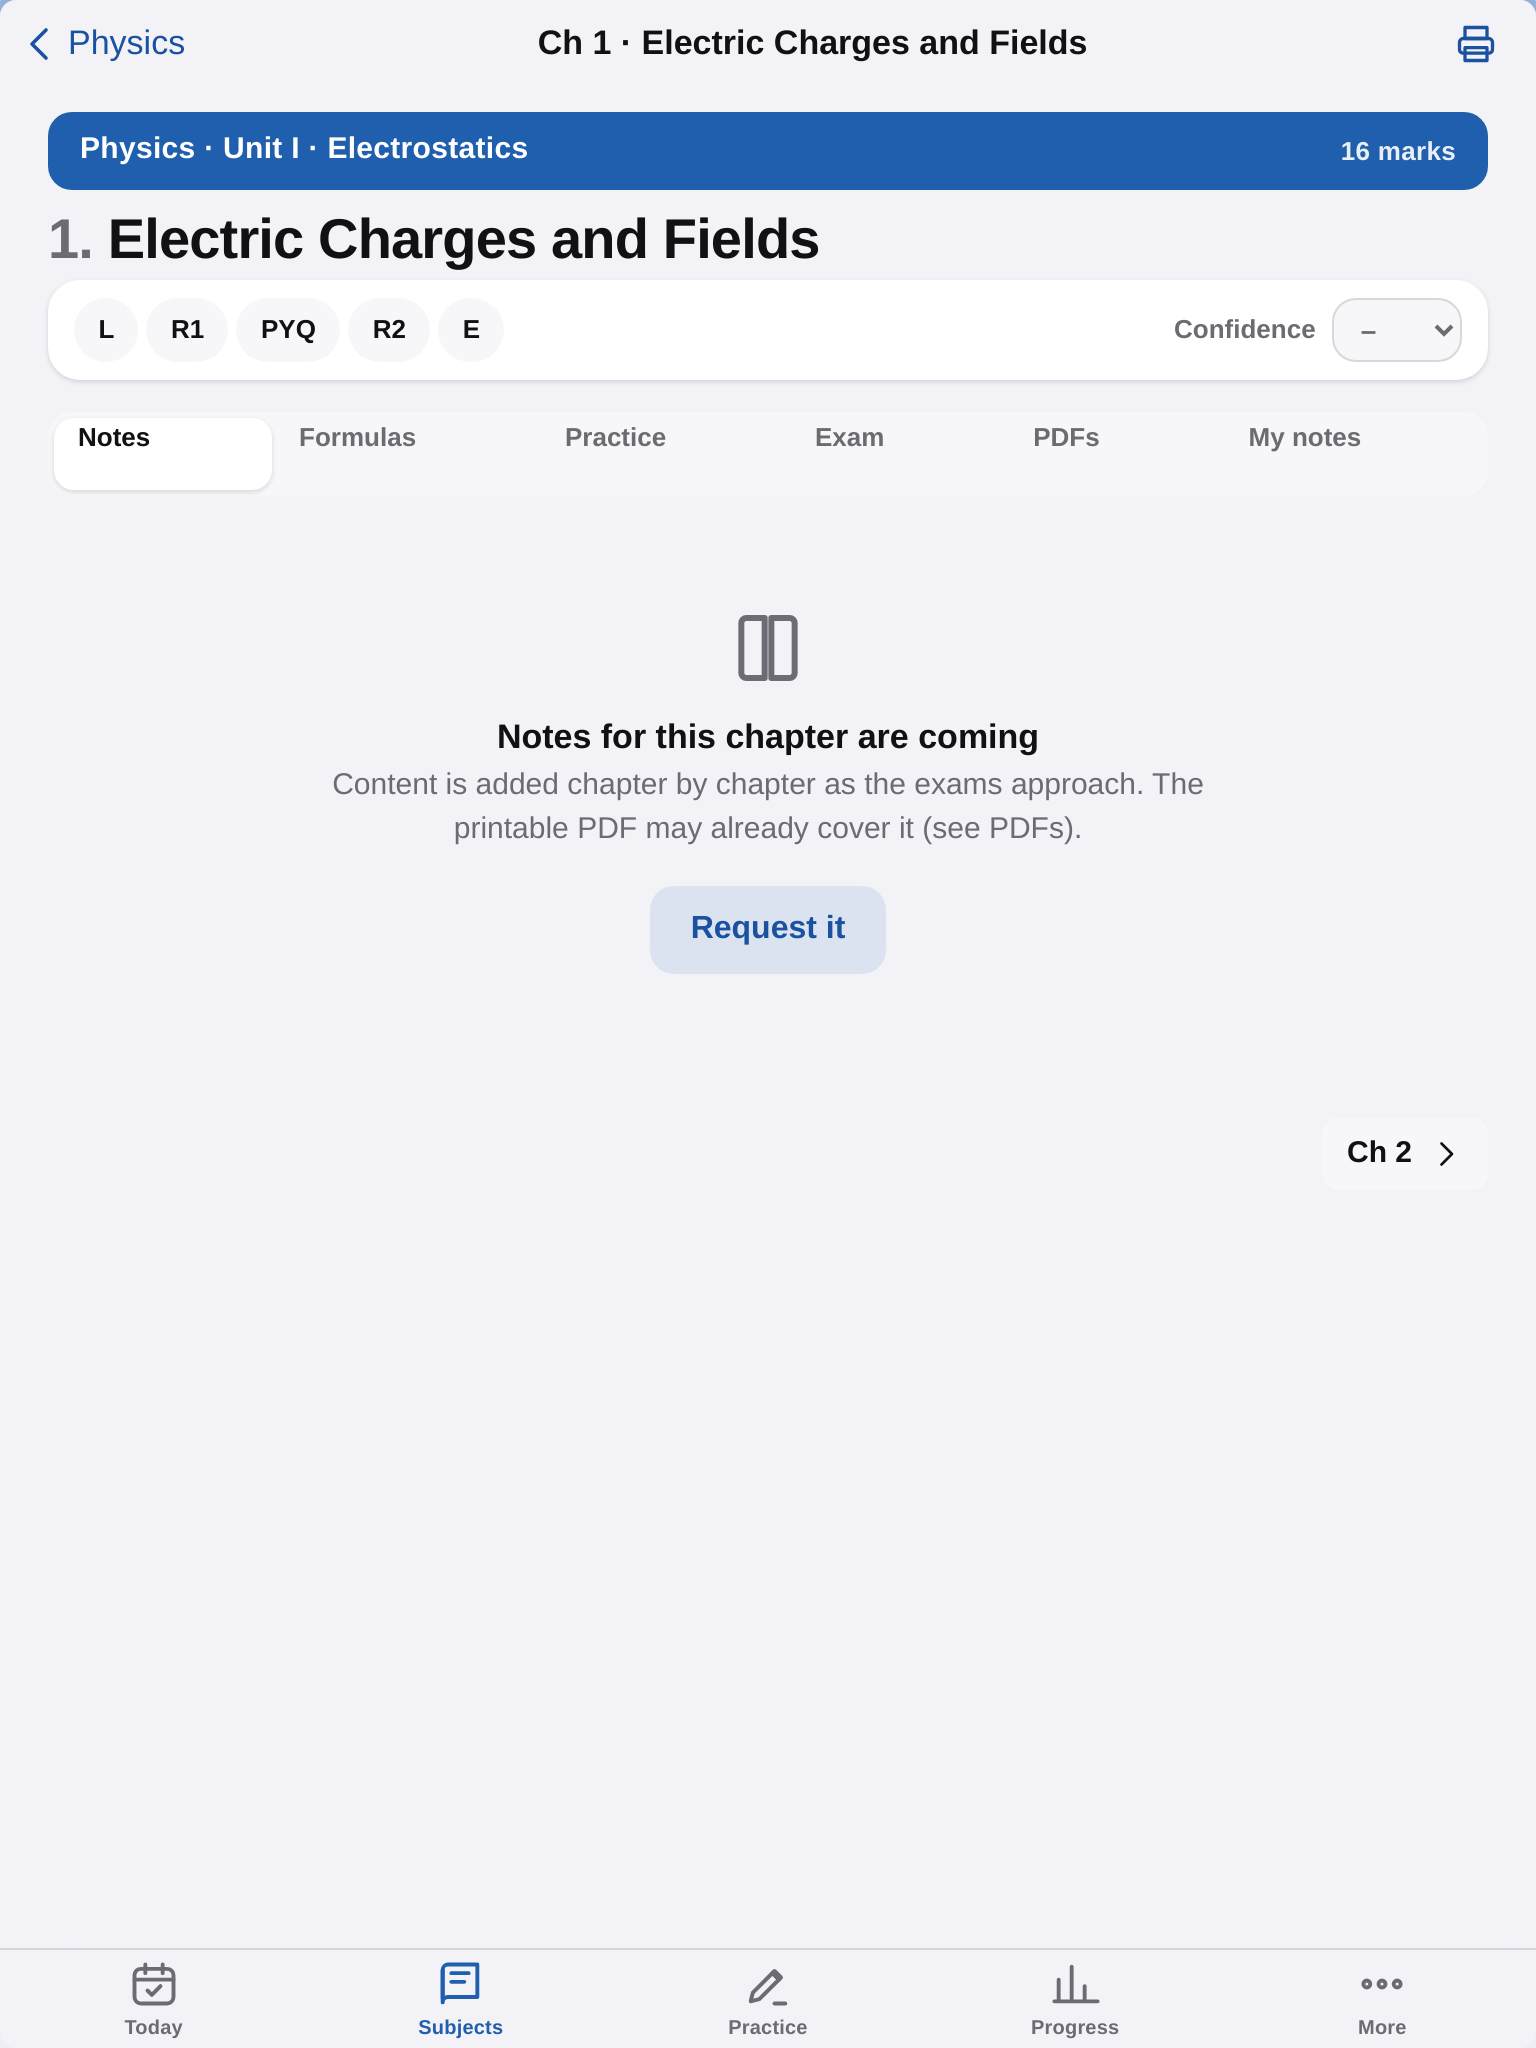 Physics
Ch 1 · Electric Charges and Fields
Physics · Unit I · Electrostatics
16 marks
1. Electric Charges and Fields
L R1 PYQ R2 E
Confidence –
Notes Formulas Practice Exam PDFs My notes
Notes for this chapter are coming
Content is added chapter by chapter as the exams approach. The
printable PDF may already cover it (see PDFs).
Request it
Ch 2
Today Subjects Practice Progress More